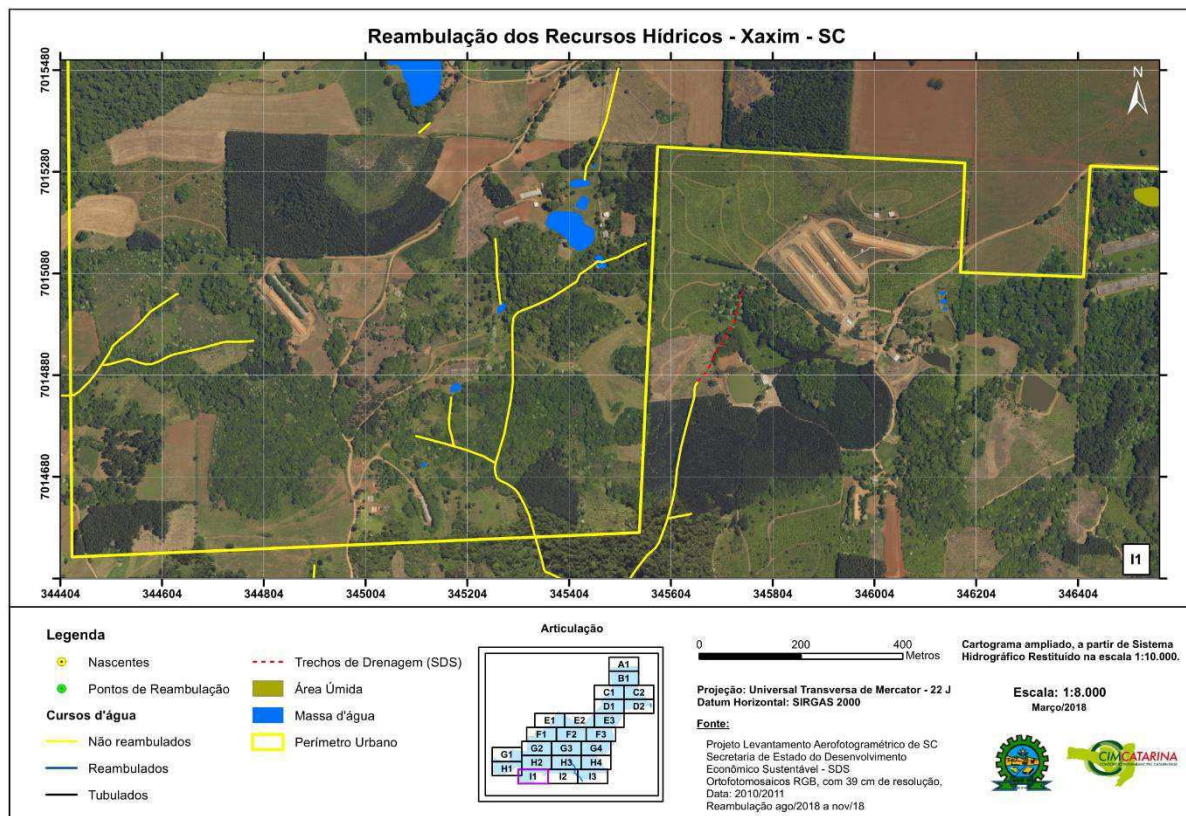 Reambulação dos Recursos Hídricos - Xaxim - SC
N
7015480
7015280
7015080
7014880
7014680
I1
344404 344604 344804 345004 345204 345404 345604 345804 346004 346204 346404
Legenda
Nascentes
Pontos de Reambulação
Cursos d'água
Não reambulados
Reambulados
Tubulados
Trechos de Drenagem (SDS)
Área Úmida
Massa d'água
Perímetro Urbano
Articulação
A1
B1
C1 C2
D1 D2
E1 E2 E3
F1 F2 F3
G1 G2 G3 G4
H1 H2 H3 H4
I1 I2 I3
0 200 400
Metros
Projeção: Universal Transversa de Mercator - 22 J
Datum Horizontal: SIRGAS 2000
Fonte:
Projeto Levantamento Aerofotogramétrico de SC
Secretaria de Estado do Desenvolvimento
Econômico Sustentável - SDS
Ortofotomosaicos RGB, com 39 cm de resolução,
Data: 2010/2011
Reambulação ago/2018 a nov/18
Cartograma ampliado, a partir de Sistema
Hidrográfico Restituído na escala 1:10.000.
Escala: 1:8.000
Março/2018
CIMCATARINA